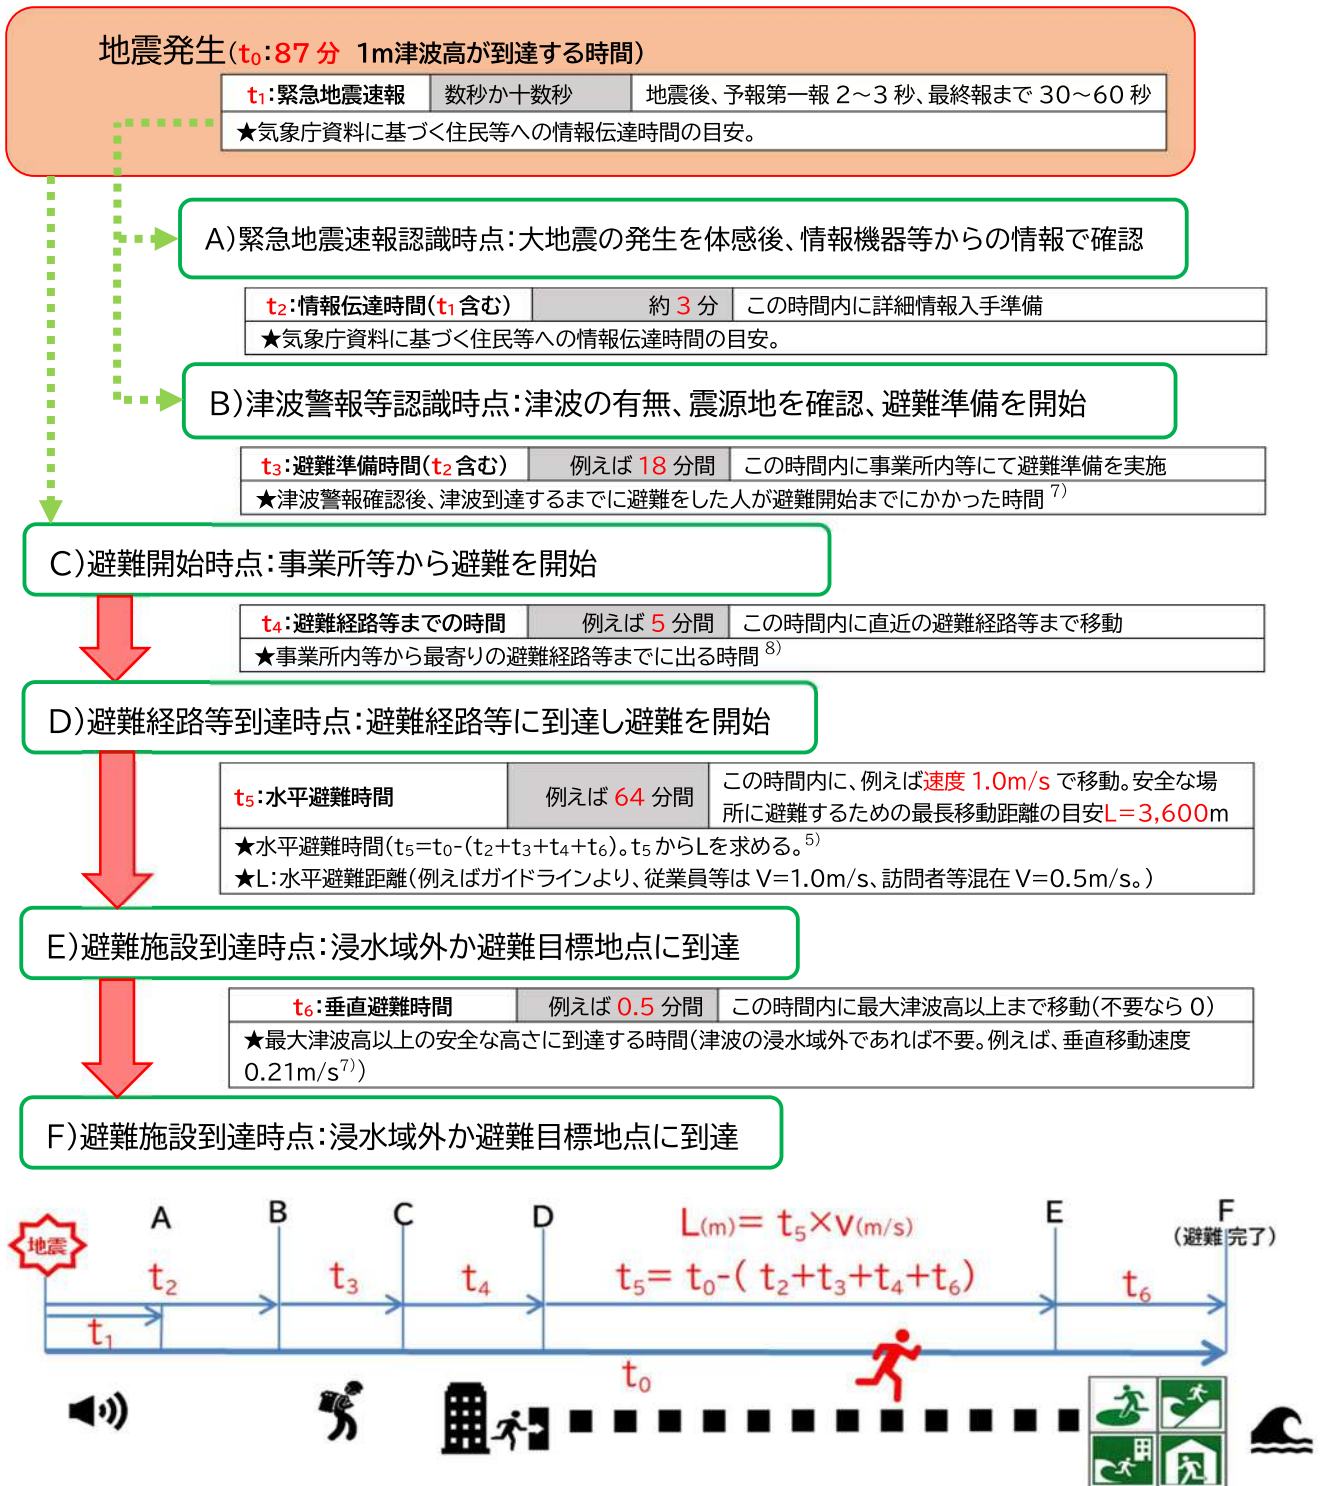 地震発生(t0:87分 1m津波高が到達する時間)
t1:緊急地震速報 数秒か十数秒 地震後、予報第一報2~3秒、最終報まで30~60秒
★気象庁資料に基づく住民等への情報伝達時間の目安。
A)緊急地震速報認識時点:大地震の発生を体感後、情報機器等からの情報で確認
t2:情報伝達時間(t1含む) 約3分 この時間内に詳細情報入手準備
★気象庁資料に基づく住民等への情報伝達時間の目安。
B)津波警報等認識時点:津波の有無、震源地を確認、避難準備を開始
t3:避難準備時間(t2含む) 例えば18分間 この時間内に事業所内等にて避難準備を実施
★津波警報確認後、津波到達するまでに避難をした人が避難開始までにかかった時間7)
C)避難開始時点:事業所等から避難を開始
t4:避難経路等までの時間 例えば5分間 この時間内に直近の避難経路等まで移動
★事業所内等から最寄りの避難経路等までに出る時間8)
D)避難経路等到達時点:避難経路等に到達し避難を開始
t5:水平避難時間 例えば64分間 この時間内に、例えば速度1.0m/sで移動。安全な場
所に避難するための最長移動距離の目安L=3,600m
★水平避難時間(t5=t0-(t2+t3+t4+t6)。t5からLを求める。5)
★L:水平避難距離(例えばガイドラインより、従業員等はV=1.0m/s、訪問者等混在V=0.5m/s。)
E)避難施設到達時点:浸水域外か避難目標地点に到達
t6:垂直避難時間 例えば0.5分間 この時間内に最大津波高以上まで移動(不要なら0)
★最大津波高以上の安全な高さに到達する時間(津波の浸水域外であれば不要。例えば、垂直移動速度
0.21m/s7))
F)避難施設到達時点:浸水域外か避難目標地点に到達
地震 A B C D L(m)= t5×v(m/s) E F
(避難完了)
t2 t3 t4 t5= t0-( t2+t3+t4+t6) t6
t1
t0